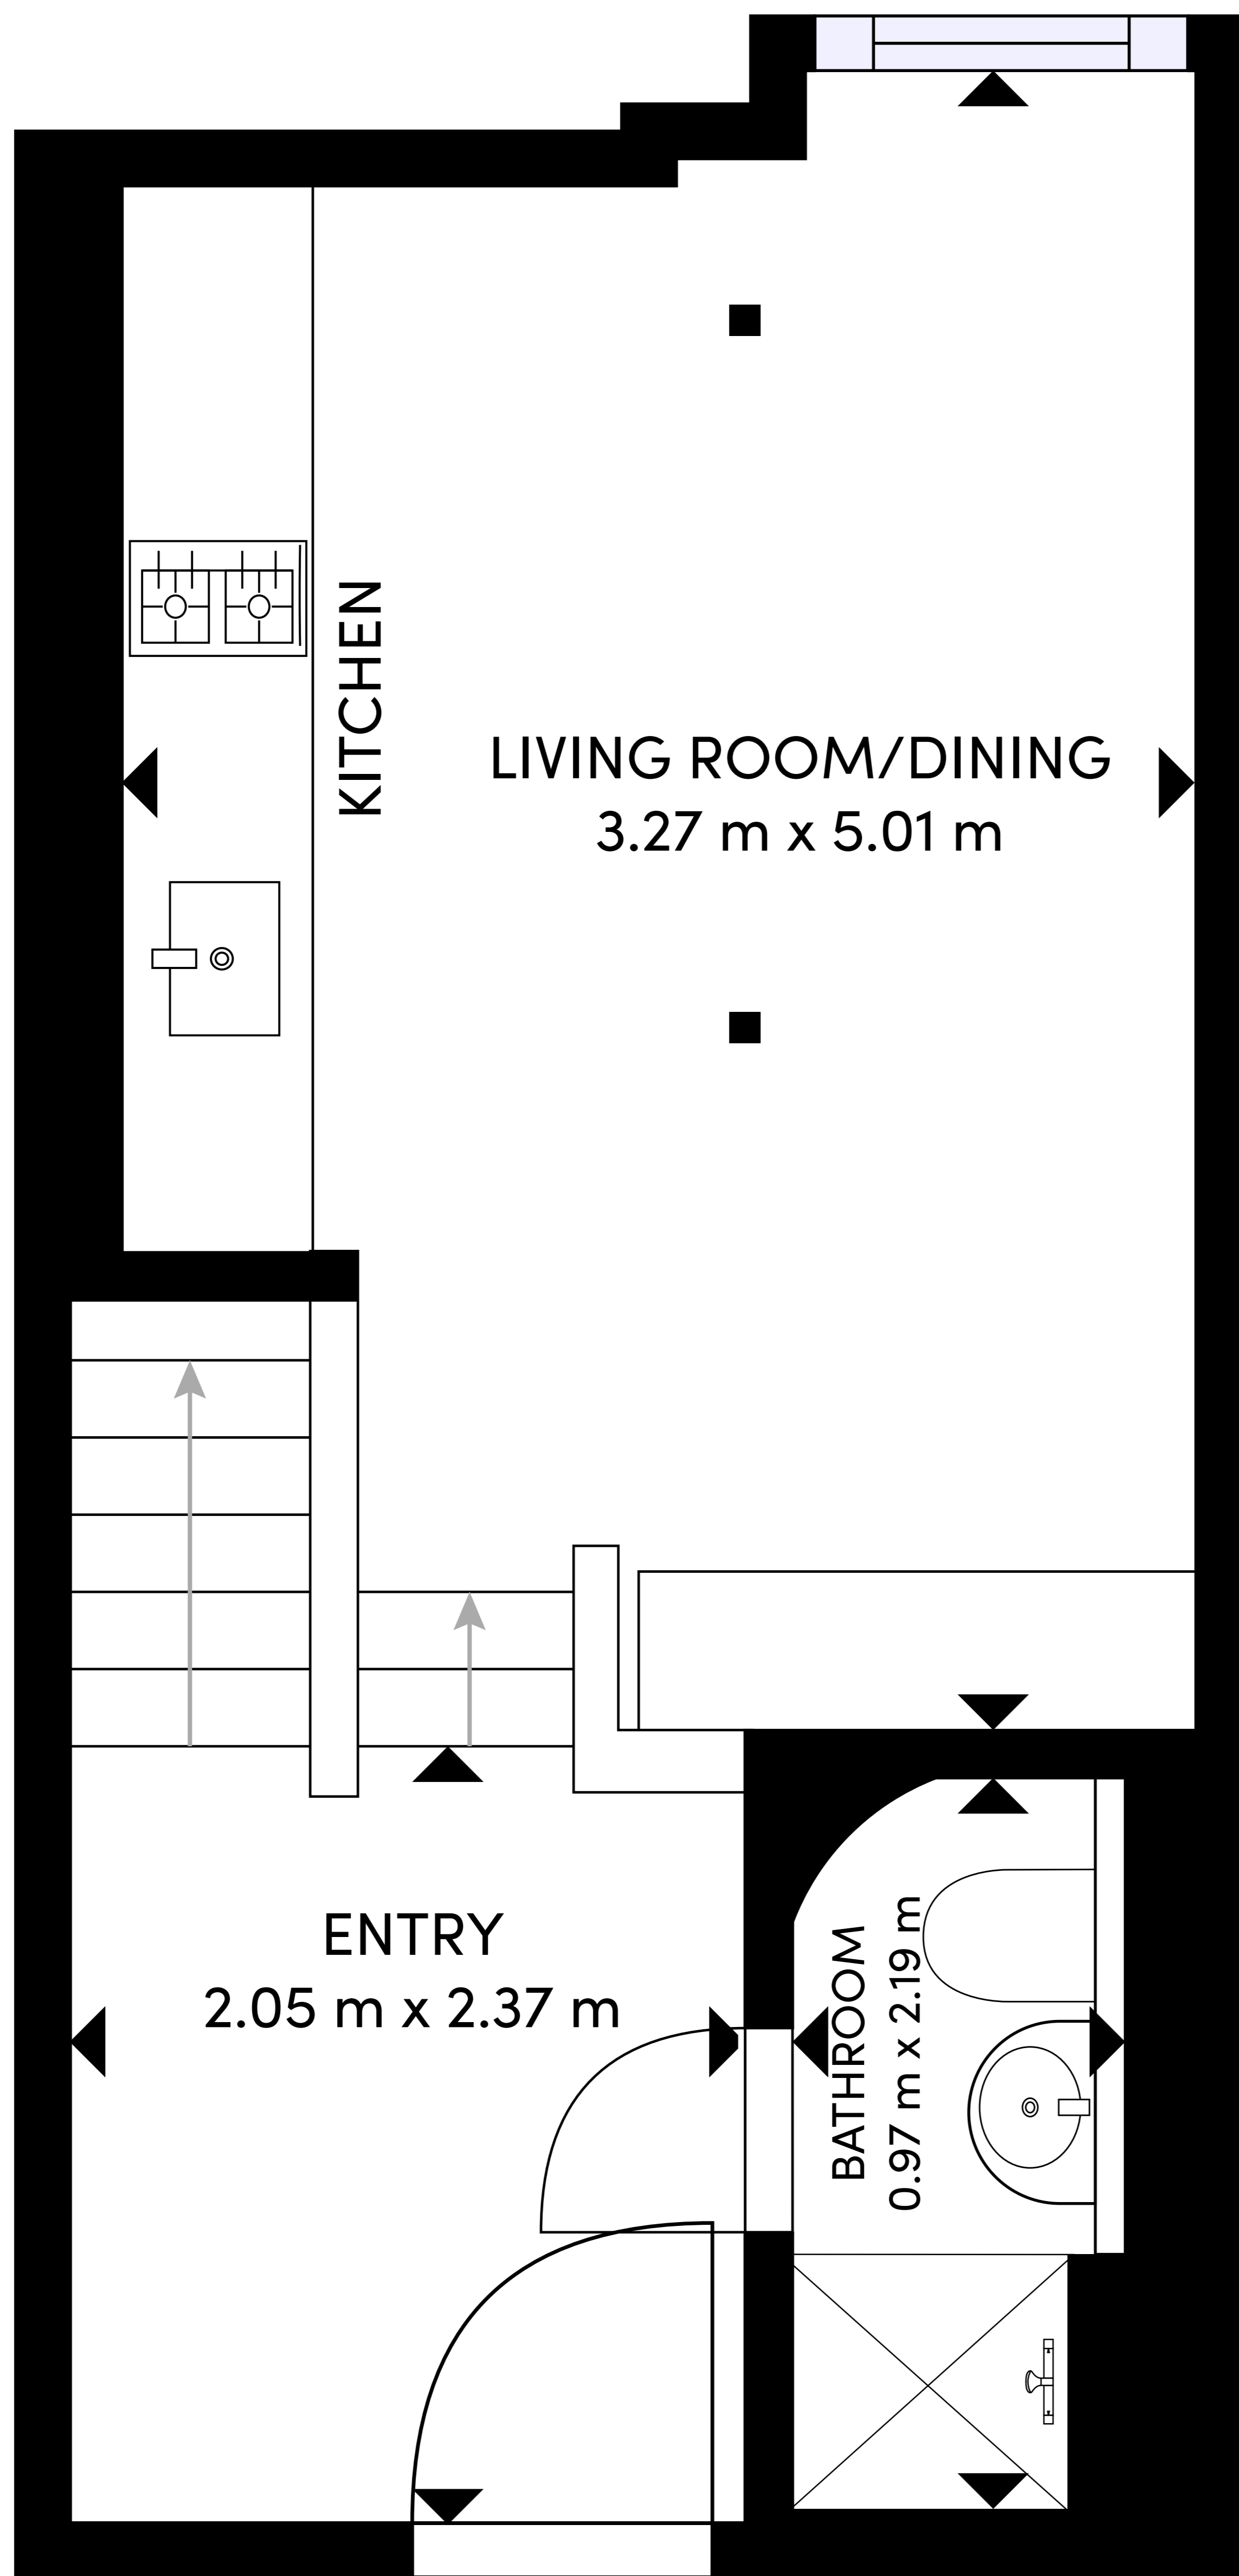 KITCHEN
LIVING ROOM/DINING
3.27 m x 5.01 m
ENTRY
2.05 m x 2.37 m
BATHROOM
0.97 m x 2.19 m